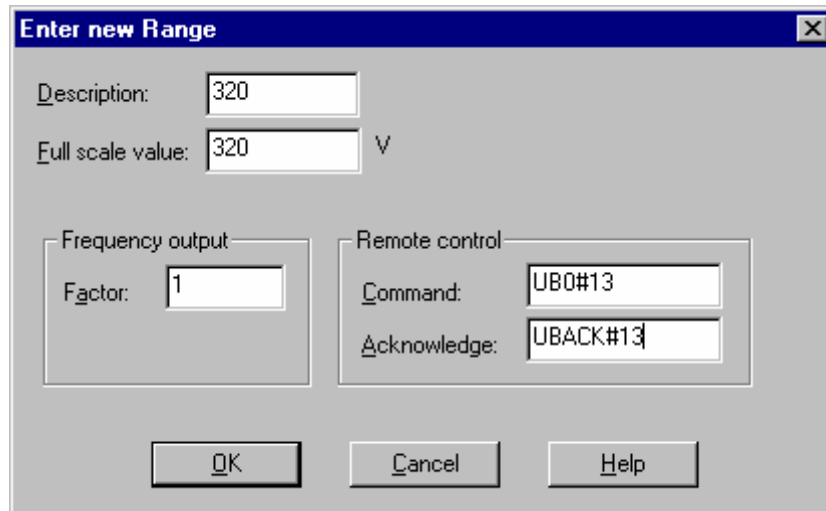 Enter new Range
Description: 320
Full scale value: 320 V
Frequency output
Factor: 1
Remote control
Command: UB0#13
Acknowledge: UBACK#13
OK Cancel Help